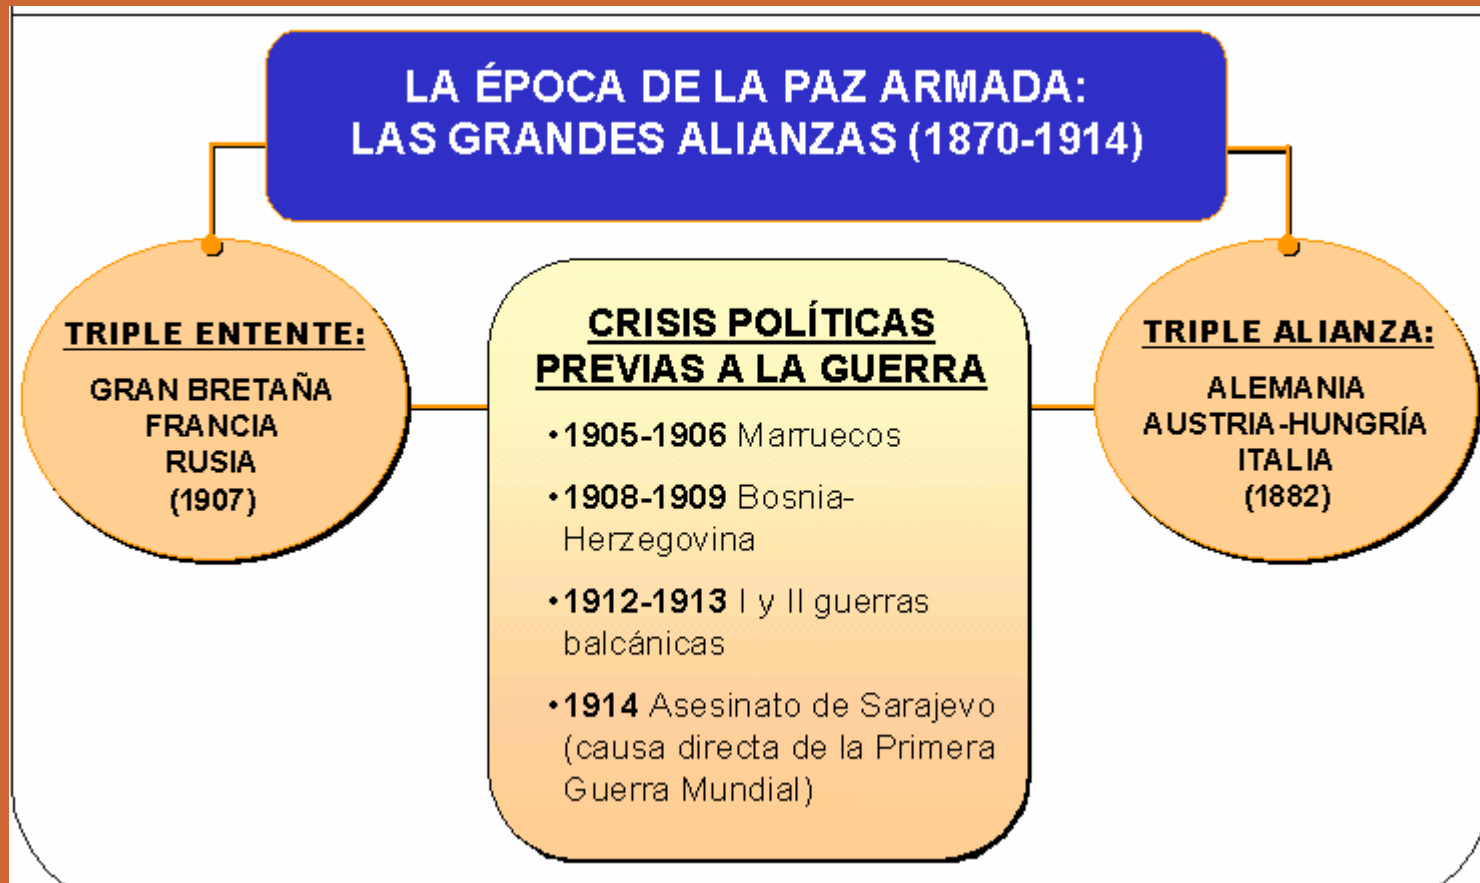 LA ÉPOCA DE LA PAZ ARMADA:
LAS GRANDES ALIANZAS (1870-1914)
TRIPLE ENTENTE:
GRAN BRETAÑA
FRANCIA
RUSIA
(1907)
CRISIS POLÍTICAS
PREVIAS A LA GUERRA
•1905-1906 Marruecos
•1908-1909 Bosnia-
Herzegovina
•1912-1913 I y II guerras
balcánicas
•1914 Asesinato de Sarajevo
(causa directa de la Primera
Guerra Mundial)
TRIPLE ALIANZA:
ALEMANIA
AUSTRIA-HUNGRÍA
ITALIA
(1882)